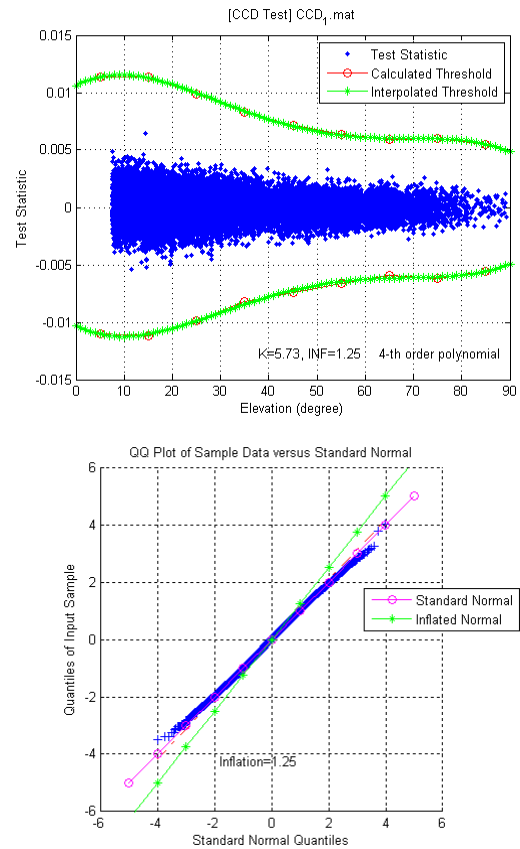 [CCD Test] CCD1.mat
0.015
0.01
0.005
0
-0.005
-0.01
-0.015
Test Statistic
Test Statistic
Calculated Threshold
Interpolated Threshold
K=5.73, INF=1.25 4-th order polynomial
0 10 20 30 40 50 60 70 80 90
Elevation (degree)
QQ Plot of Sample Data versus Standard Normal
6
4
2
0
-2
-4
-6
Quantiles of Input Sample
Standard Normal
Inflated Normal
Inflation=1.25
-6 -4 -2 0 2 4 6
Standard Normal Quantiles